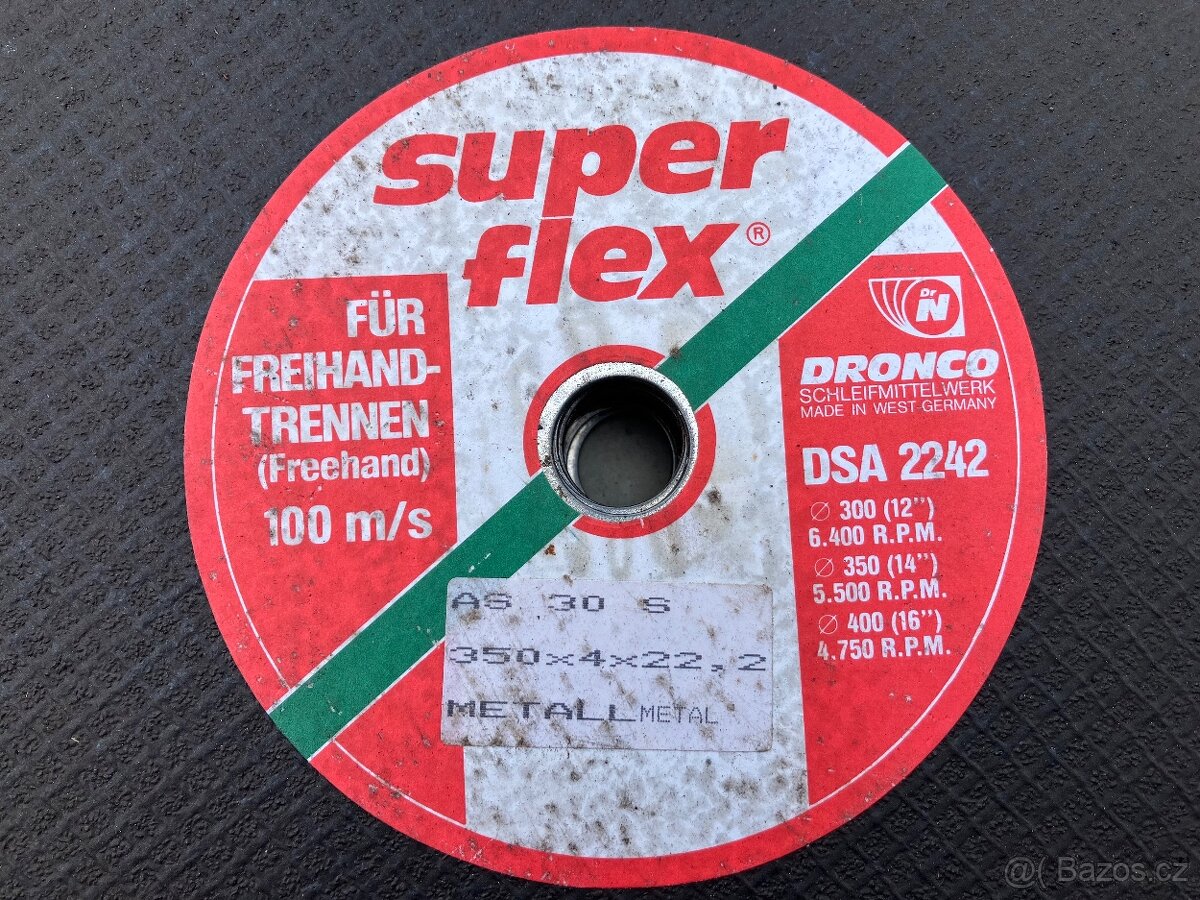 super
flex®
FÜR
FREIHAND-
TRENNEN
(Freehand)
100 m/s
Dr
N
DRONCO
SCHLEIFMITTELWERK
MADE IN WEST-GERMANY
DSA 2242
∅ 300 (12")
6.400 R.P.M.
∅ 350 (14")
5.500 R.P.M.
∅ 400 (16")
4.750 R.P.M.
AS 30 S
350x4x22,2
METALL METAL
@( Bazos.cz